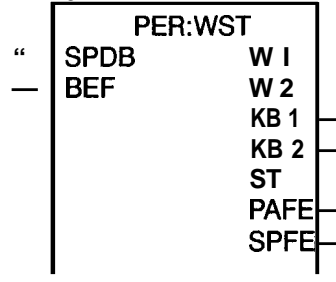 PER:WST
“ SPDB W I
— BEF W 2
KB 1
KB 2
ST
PAFE
SPFE